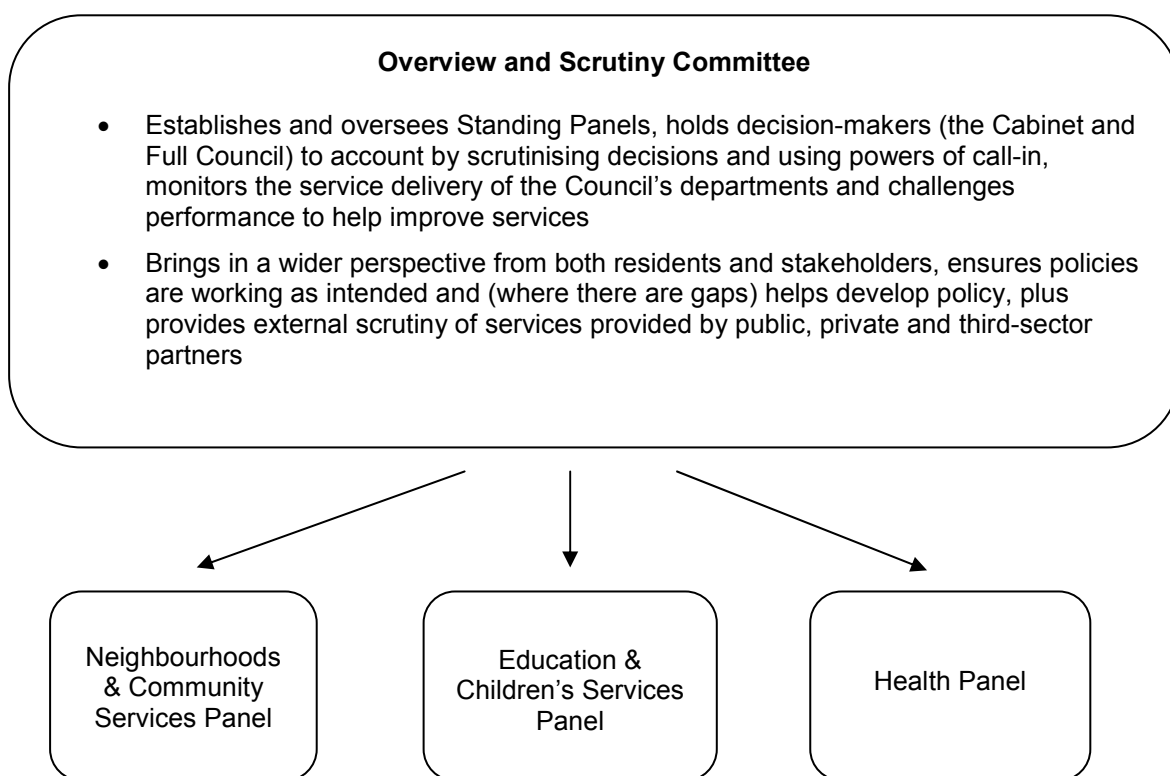 Overview and Scrutiny Committee
• Establishes and oversees Standing Panels, holds decision-makers (the Cabinet and
Full Council) to account by scrutinising decisions and using powers of call-in,
monitors the service delivery of the Council’s departments and challenges
performance to help improve services
• Brings in a wider perspective from both residents and stakeholders, ensures policies
are working as intended and (where there are gaps) helps develop policy, plus
provides external scrutiny of services provided by public, private and third-sector
partners
Neighbourhoods
& Community
Services Panel
Education &
Children’s Services
Panel
Health Panel